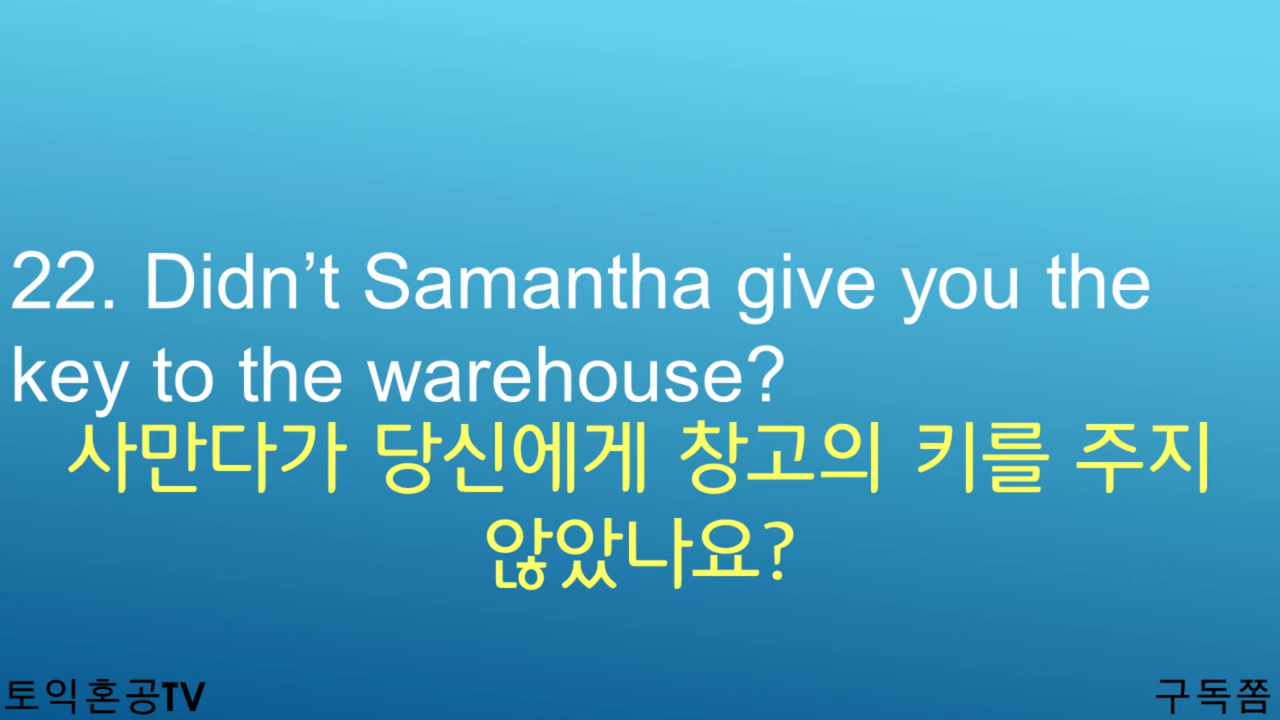 22. Didn’t Samantha give you the
key to the warehouse?
사만다가 당신에게 창고의 키를 주지
않았나요?
토익혼공TV
구독쫌